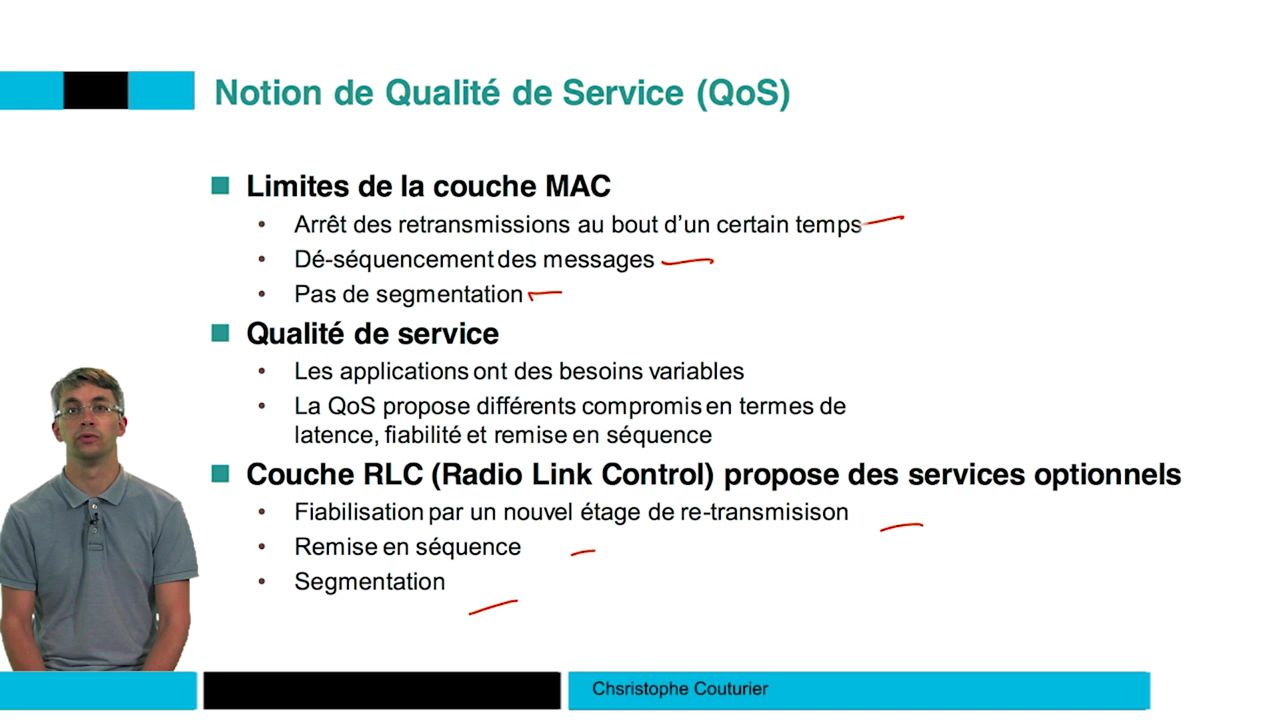 Notion de Qualité de Service (QoS)
Limites de la couche MAC
Arrêt des retransmissions au bout d'un certain temps
Dé-séquencement des messages
Pas de segmentation
Qualité de service
Les applications ont des besoins variables
La QoS propose différents compromis en termes de
latence, fiabilité et remise en séquence
Couche RLC (Radio Link Control) propose des services optionnels
Fiabilisation par un nouvel étage de re-transmisison
Remise en séquence
Segmentation
Chsristophe Couturier